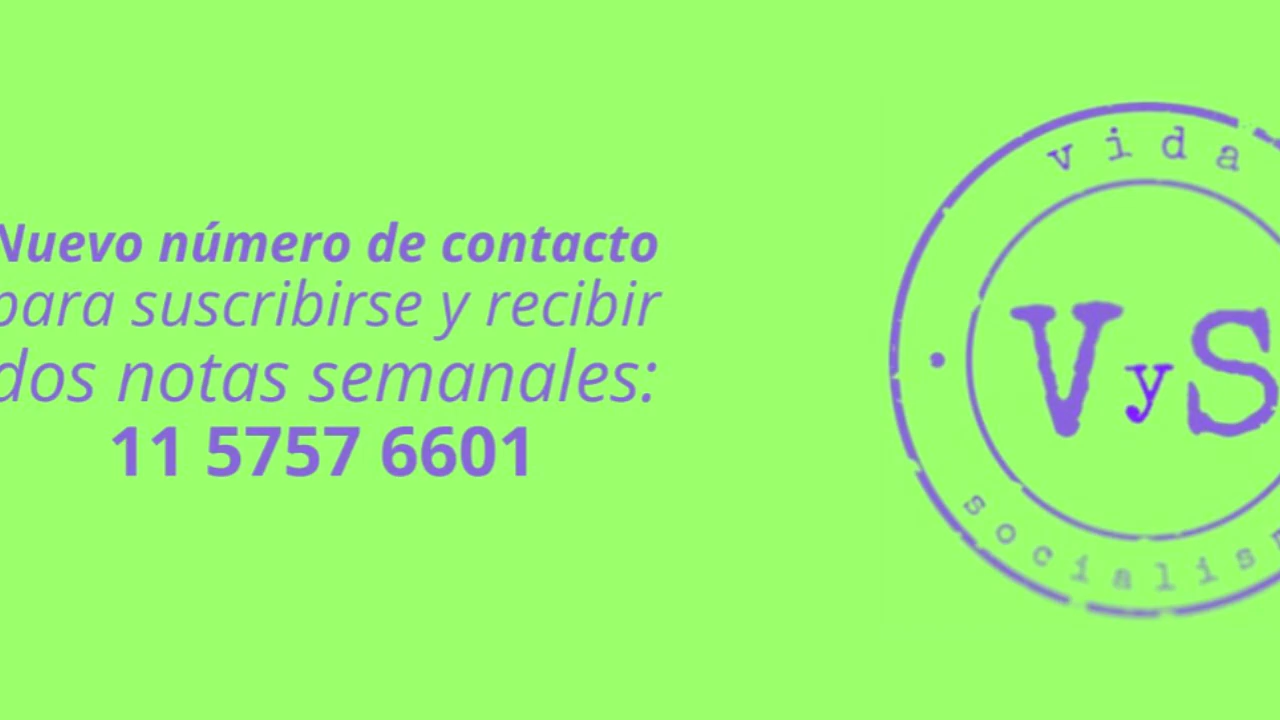 Nuevo número de contacto
para suscribirse y recibir
dos notas semanales:
11 5757 6601
vida
VyS